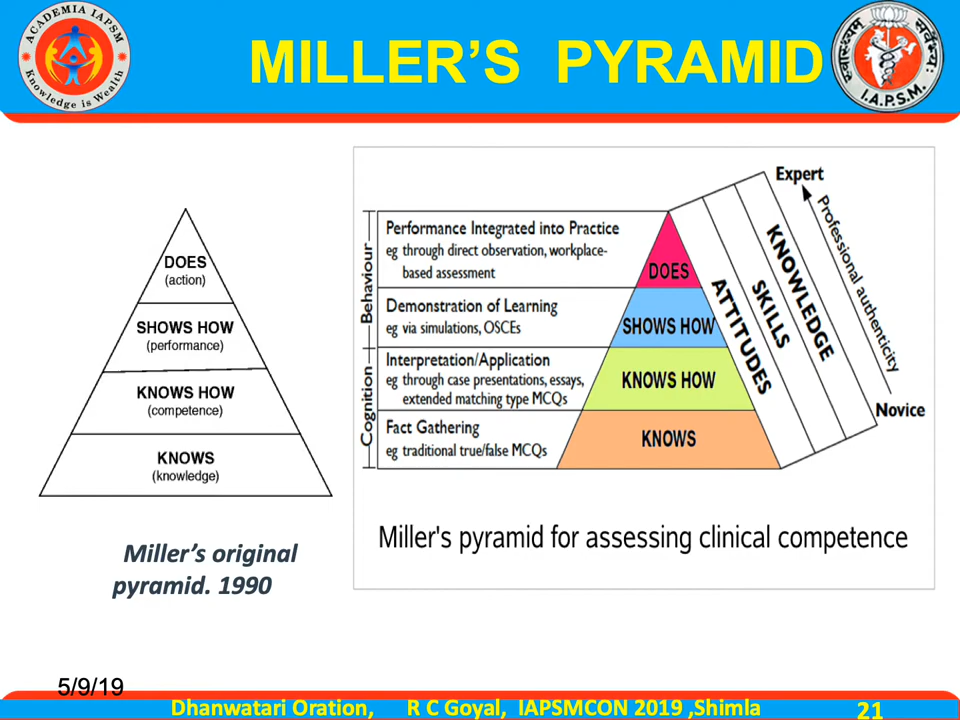 ACADEMIA IAPSM
Knowledge is Wealth
MILLER’S PYRAMID
स्वास्थ्यम् सर्वेभ्यः
I.A.P.S.M.
DOES
(action)
SHOWS HOW
(performance)
KNOWS HOW
(competence)
KNOWS
(knowledge)
Miller’s original
pyramid. 1990
Behaviour
Cognition
Performance Integrated into Practice
eg through direct observation, workplace-
based assessment
Demonstration of Learning
eg via simulations, OSCEs
Interpretation/Application
eg through case presentations, essays,
extended matching type MCQs
Fact Gathering
eg traditional true/false MCQs
DOES
SHOWS HOW
KNOWS HOW
KNOWS
ATTITUDES
SKILLS
KNOWLEDGE
Expert
Professional authenticity
Novice
Miller's pyramid for assessing clinical competence
5/9/19
Dhanwatari Oration, R C Goyal, IAPSMCON 2019 ,Shimla
21